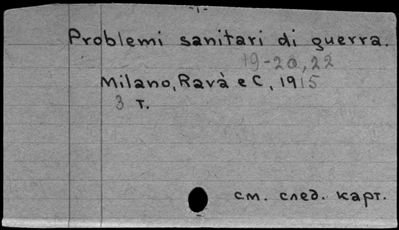 Problemi sanitari di guerra.
19-20,22
Milano, Ravà e C, 1915
3 т.
см. след. карт.